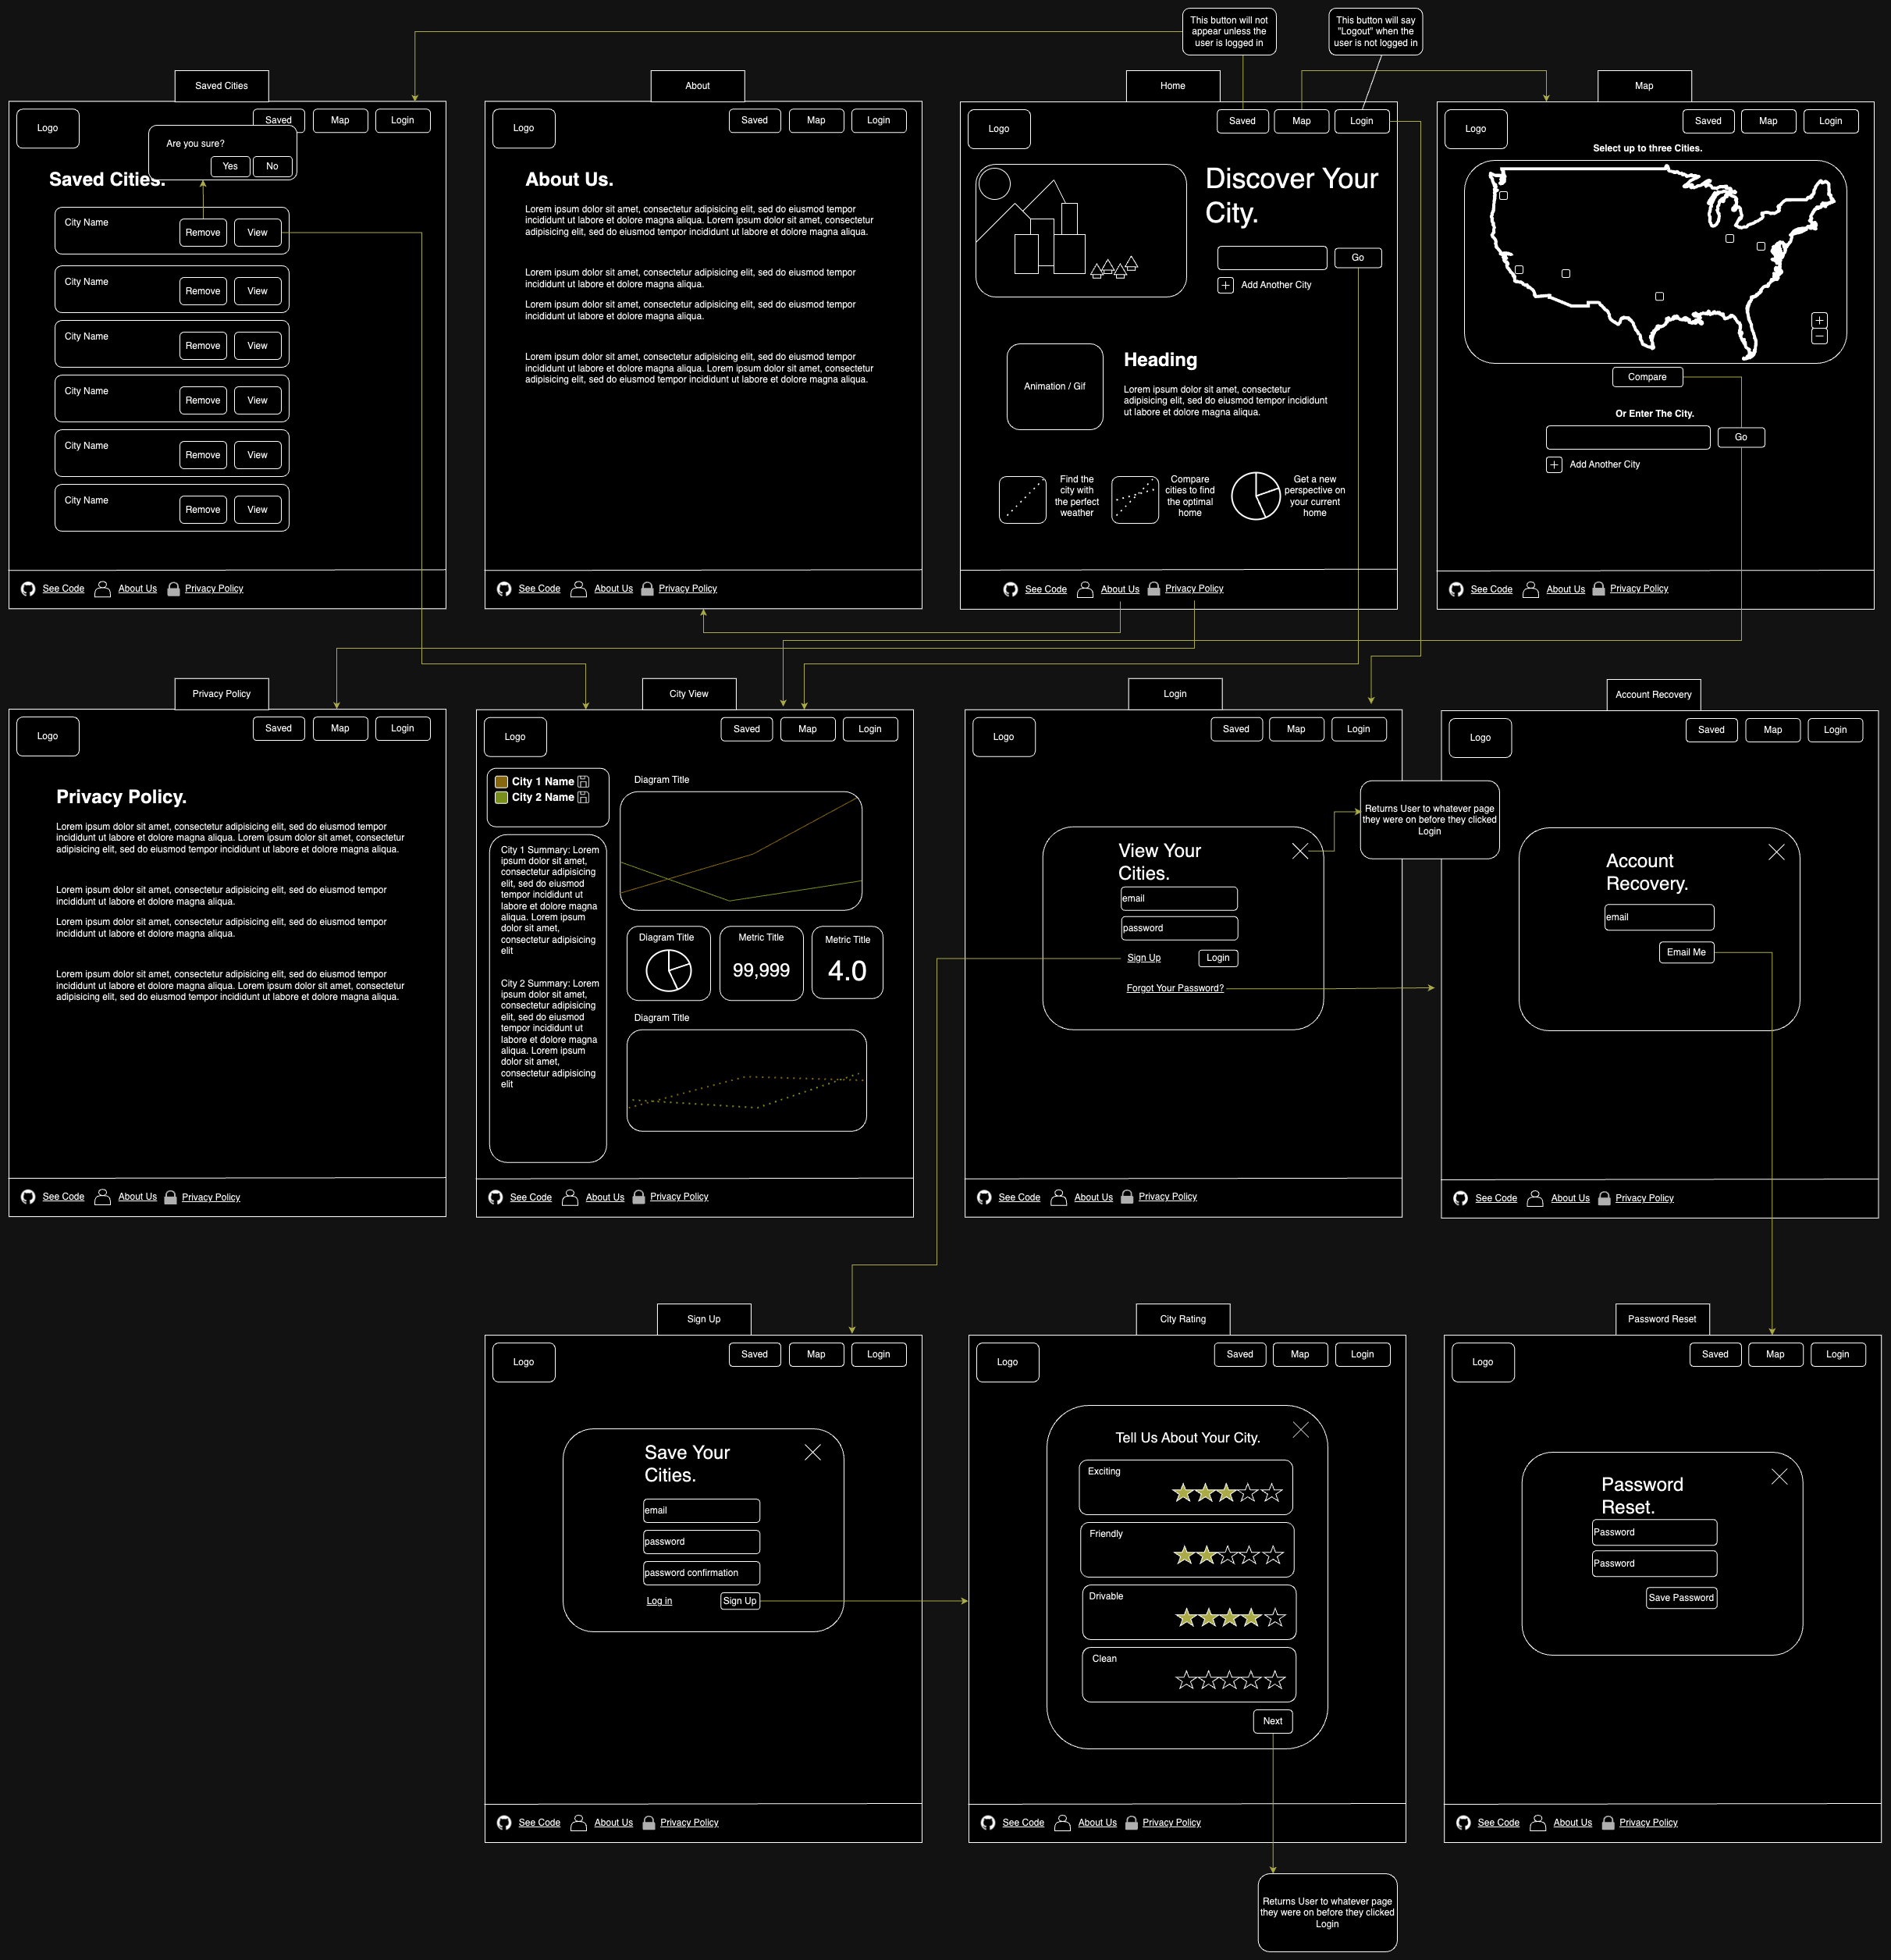 This button will not
appear unless the
user is logged in
This button will say
"Logout" when the
user is not logged in
Saved Cities
Logo
Saved
Map
Login
Are you sure?
Yes
No
Saved Cities.
City Name
Remove
View
City Name
Remove
View
City Name
Remove
View
City Name
Remove
View
City Name
Remove
View
City Name
Remove
View
See Code
About Us
Privacy Policy
About
Logo
Saved
Map
Login
About Us.
Lorem ipsum dolor sit amet, consectetur adipisicing elit, sed do eiusmod tempor
incididunt ut labore et dolore magna aliqua. Lorem ipsum dolor sit amet, consectetur
adipisicing elit, sed do eiusmod tempor incididunt ut labore et dolore magna aliqua.
Lorem ipsum dolor sit amet, consectetur adipisicing elit, sed do eiusmod tempor
incididunt ut labore et dolore magna aliqua.
Lorem ipsum dolor sit amet, consectetur adipisicing elit, sed do eiusmod tempor
incididunt ut labore et dolore magna aliqua.
Lorem ipsum dolor sit amet, consectetur adipisicing elit, sed do eiusmod tempor
incididunt ut labore et dolore magna aliqua. Lorem ipsum dolor sit amet, consectetur
adipisicing elit, sed do eiusmod tempor incididunt ut labore et dolore magna aliqua.
See Code
About Us
Privacy Policy
Home
Logo
Saved
Map
Login
Discover Your
City.
Go
Add Another City
Animation / Gif
Heading
Lorem ipsum dolor sit amet, consectetur
adipisicing elit, sed do eiusmod tempor incididunt
ut labore et dolore magna aliqua.
Find the
city with
the perfect
weather
Compare
cities to find
the optimal
home
Get a new
perspective on
your current
home
See Code
About Us
Privacy Policy
Map
Logo
Saved
Map
Login
Select up to three Cities.
Compare
Or Enter The City.
Go
Add Another City
See Code
About Us
Privacy Policy
Privacy Policy
Logo
Saved
Map
Login
Privacy Policy.
Lorem ipsum dolor sit amet, consectetur adipisicing elit, sed do eiusmod tempor
incididunt ut labore et dolore magna aliqua. Lorem ipsum dolor sit amet, consectetur
adipisicing elit, sed do eiusmod tempor incididunt ut labore et dolore magna aliqua.
Lorem ipsum dolor sit amet, consectetur adipisicing elit, sed do eiusmod tempor
incididunt ut labore et dolore magna aliqua.
Lorem ipsum dolor sit amet, consectetur adipisicing elit, sed do eiusmod tempor
incididunt ut labore et dolore magna aliqua.
Lorem ipsum dolor sit amet, consectetur adipisicing elit, sed do eiusmod tempor
incididunt ut labore et dolore magna aliqua. Lorem ipsum dolor sit amet, consectetur
adipisicing elit, sed do eiusmod tempor incididunt ut labore et dolore magna aliqua.
See Code
About Us
Privacy Policy
City View
Logo
Saved
Map
Login
City 1 Name
City 2 Name
City 1 Summary: Lorem
ipsum dolor sit amet,
consectetur adipisicing
elit, sed do eiusmod
tempor incididunt ut
labore et dolore magna
aliqua. Lorem ipsum
dolor sit amet,
consectetur adipisicing
elit
City 2 Summary: Lorem
ipsum dolor sit amet,
consectetur adipisicing
elit, sed do eiusmod
tempor incididunt ut
labore et dolore magna
aliqua. Lorem ipsum
dolor sit amet,
consectetur adipisicing
elit
Diagram Title
Diagram Title
Metric Title
99,999
Metric Title
4.0
Diagram Title
See Code
About Us
Privacy Policy
Login
Logo
Saved
Map
Login
View Your
Cities.
email
password
Sign Up
Login
Forgot Your Password?
Returns User to whatever page
they were on before they clicked
Login
See Code
About Us
Privacy Policy
Account Recovery
Logo
Saved
Map
Login
Account
Recovery.
email
Email Me
See Code
About Us
Privacy Policy
Sign Up
Logo
Saved
Map
Login
Save Your
Cities.
email
password
password confirmation
Log in
Sign Up
See Code
About Us
Privacy Policy
City Rating
Logo
Saved
Map
Login
Tell Us About Your City.
Exciting
Friendly
Drivable
Clean
Next
See Code
About Us
Privacy Policy
Returns User to whatever page
they were on before they clicked
Login
Password Reset
Logo
Saved
Map
Login
Password
Reset.
Password
Password
Save Password
See Code
About Us
Privacy Policy